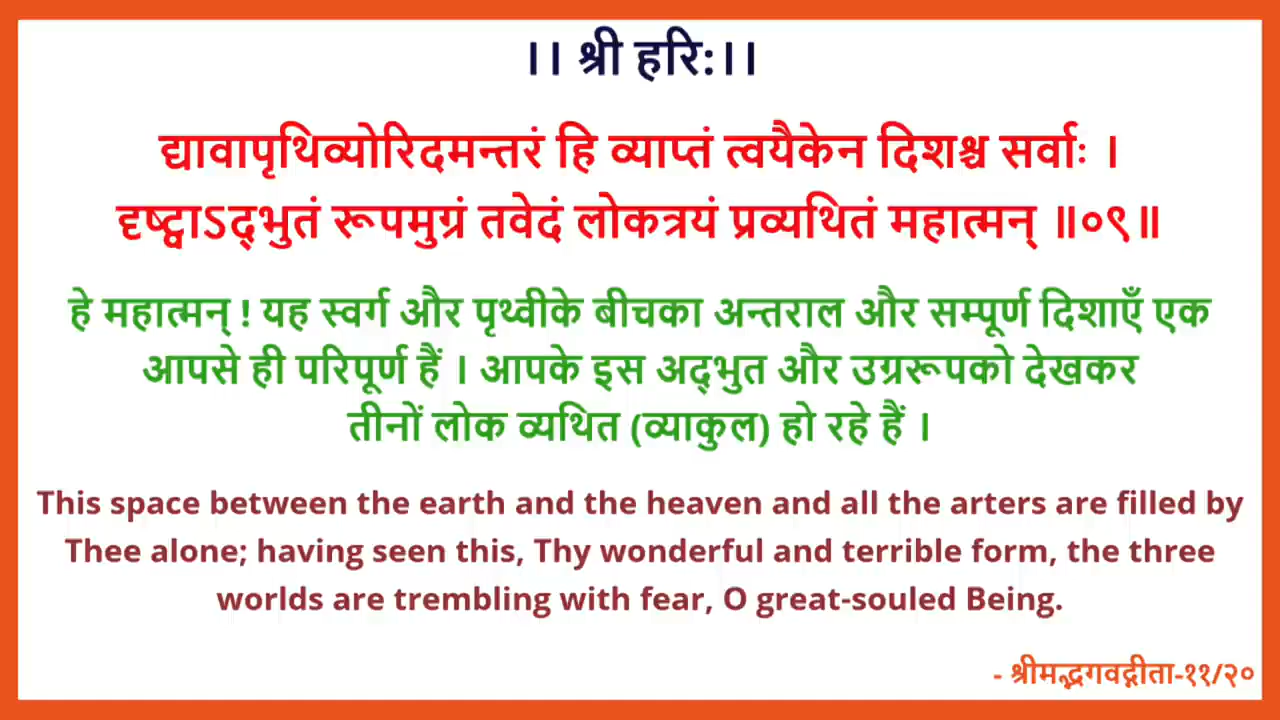 ।। श्री हरि:।।
द्यावापृथिव्योरिदमन्तरं हि व्याप्तं त्वयैकेन दिशश्च सर्वाः ।
दृष्ट्वाऽद्भुतं रूपमुग्रं तवेदं लोकत्रयं प्रव्यथितं महात्मन् ॥०९॥
हे महात्मन् ! यह स्वर्ग और पृथ्वीके बीचका अन्तराल और सम्पूर्ण दिशाएँ एक
आपसे ही परिपूर्ण हैं । आपके इस अद्भुत और उग्ररूपको देखकर
तीनों लोक व्यथित (व्याकुल) हो रहे हैं ।
This space between the earth and the heaven and all the arters are filled by
Thee alone; having seen this, Thy wonderful and terrible form, the three
worlds are trembling with fear, O great-souled Being.
- श्रीमद्भगवद्गीता-११/२०